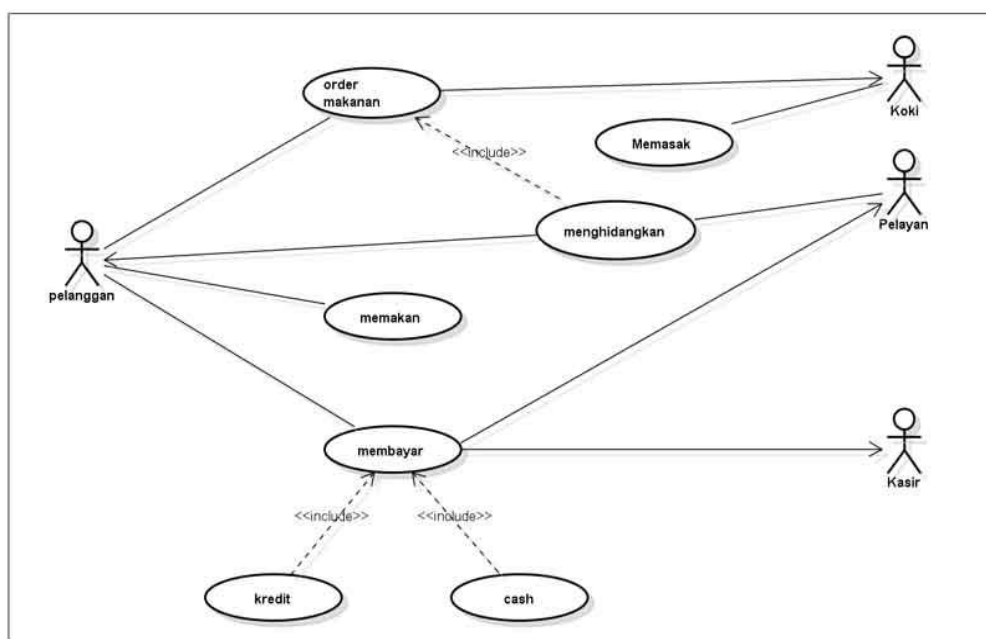 order
makanan
Koki
Memasak
<<include>>
menghidangkan
Pelayan
pelanggan
memakan
membayar
Kasir
<<include>>
<<include>>
kredit
cash